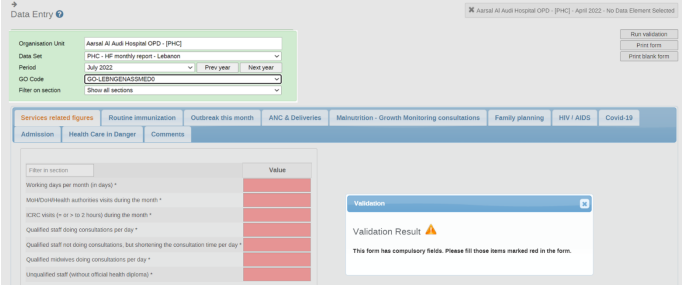 Data Entry
Aarsal Al Audi Hospital OPD - [PHC] - April 2022 - No Data Element Selected
Organisation Unit Aarsal Al Audi Hospital OPD - [PHC]
Data Set PHC - HF monthly report - Lebanon
Period July 2022 Prev year Next year
GO Code GO-LEBNGENASSMED0
Filter on section Show all sections
Run validation
Print form
Print blank form
Services related figures Routine immunization Outbreak this month ANC & Deliveries Malnutrition - Growth Monitoring consultations Family planning HIV / AIDS Covid-19
Admission Health Care in Danger Comments
Filter in section Value
Working days per month (in days) *
MoH/DoH/Health authorities visits during the month *
ICRC visits (+ or > to 2 hours) during the month *
Qualified staff doing consultations per day *
Qualified staff not doing consultations, but shortening the consultation time per day *
Qualified midwives doing consultations per day *
Unqualified staff (without official health diploma) *
Validation
Validation Result
This form has compulsory fields. Please fill those items marked red in the form.